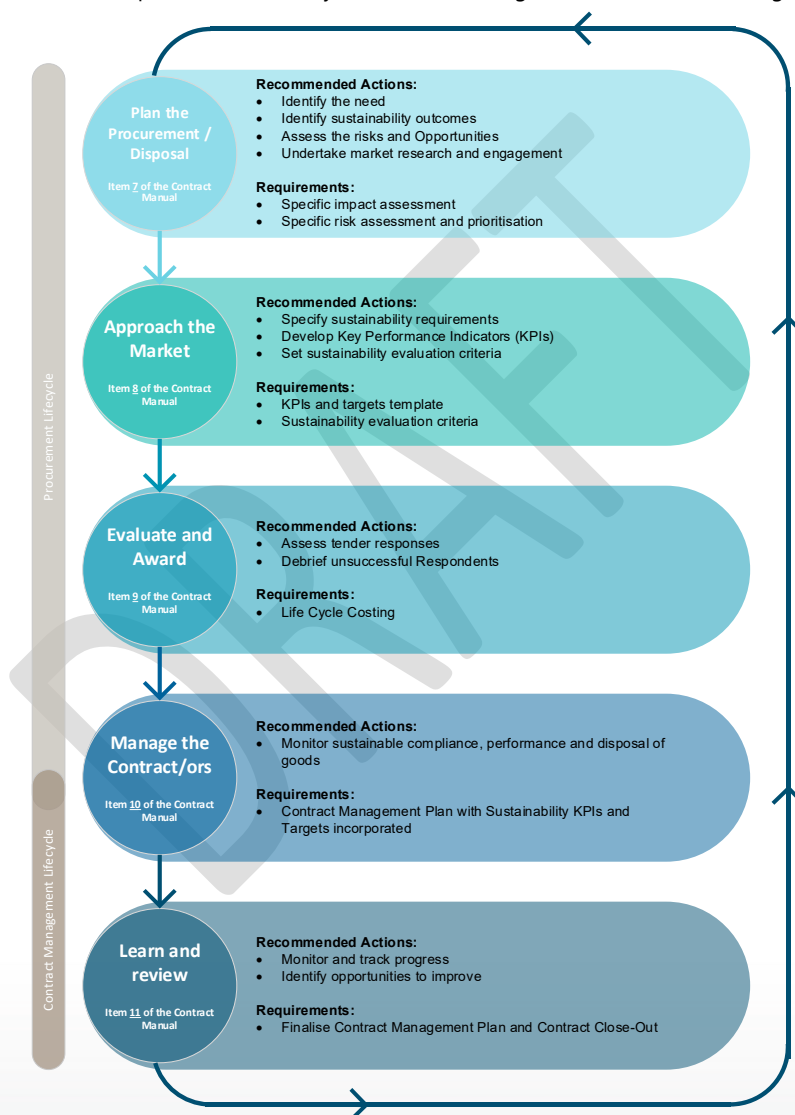 Plan the
Procurement /
Disposal
Item 7 of the Contract
Manual
Recommended Actions:
• Identify the need
• Identify sustainability outcomes
• Assess the risks and Opportunities
• Undertake market research and engagement
Requirements:
• Specific impact assessment
• Specific risk assessment and prioritisation
Approach the
Market
Item 8 of the Contract
Manual
Recommended Actions:
• Specify sustainability requirements
• Develop Key Performance Indicators (KPIs)
• Set sustainability evaluation criteria
Requirements:
• KPIs and targets template
• Sustainability evaluation criteria
Procurement Lifecycle
Evaluate and
Award
Item 9 of the Contract
Manual
Recommended Actions:
• Assess tender responses
• Debrief unsuccessful Respondents
Requirements:
• Life Cycle Costing
Manage the
Contract/ors
Item 10 of the Contract
Manual
Recommended Actions:
• Monitor sustainable compliance, performance and disposal of
goods
Requirements:
• Contract Management Plan with Sustainability KPIs and
Targets incorporated
Contract Management Lifecycle
Learn and
review
Item 11 of the Contract
Manual
Recommended Actions:
• Monitor and track progress
• Identify opportunities to improve
Requirements:
• Finalise Contract Management Plan and Contract Close-Out
DRAFT